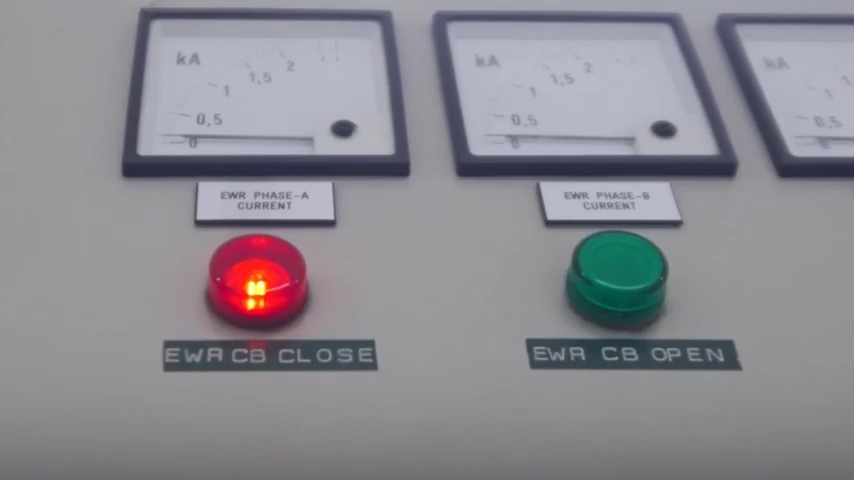 kA
0,5
1
1,5
2
0
kA
0,5
1
1,5
2
0
kA
0,5
1
EWR PHASE-A
CURRENT
EWR PHASE-B
CURRENT
EWR CB CLOSE
EWR CB OPEN